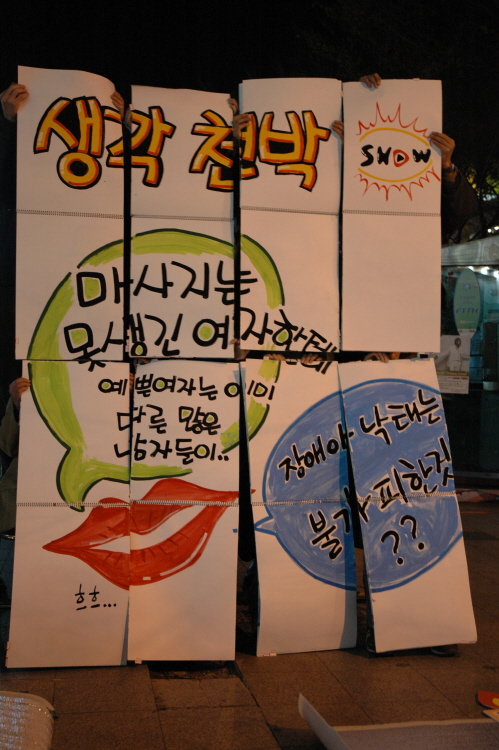 생각 천박
SHOW
마사지는
못생긴 여자한테
예쁜여자는 이미
다른 많은
남자들이..
장애아 낙태는
불가피한것
??
흐흐...